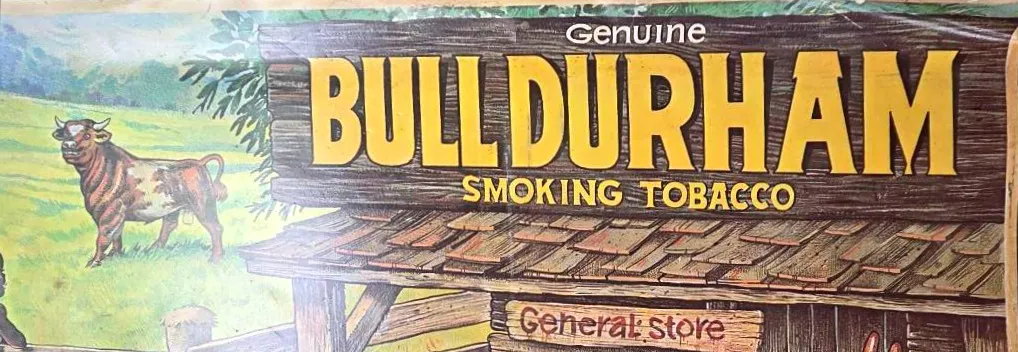 Genuine
BULL DURHAM
SMOKING TOBACCO
General store